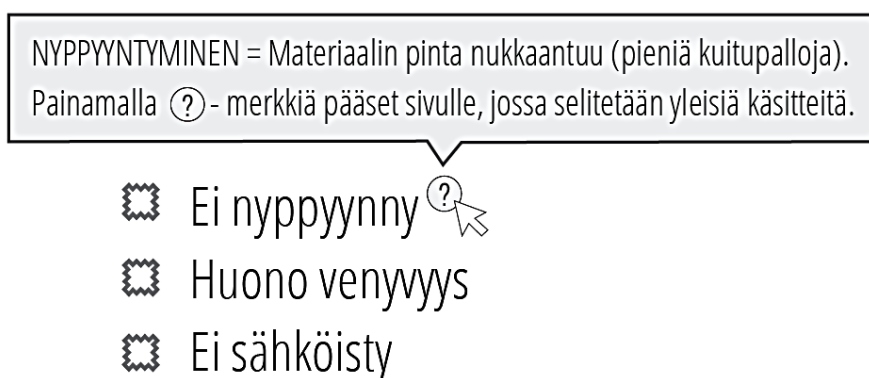 NYPPYYNTYMINEN = Materiaalin pinta nukkaantuu (pieniä kuitupalloja).
Painamalla ? - merkkiä pääset sivulle, jossa selitetään yleisiä käsitteitä.
Ei nyppyynny ?
Huono venyvyys
Ei sähköisty